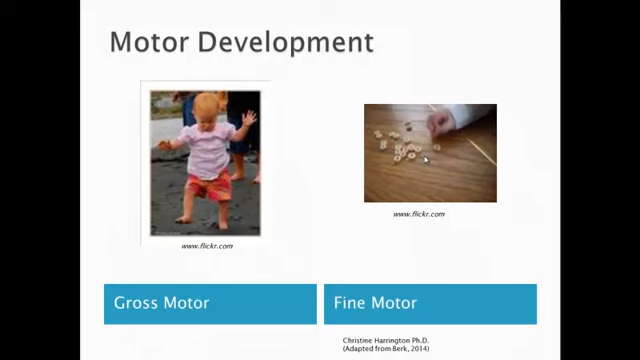 Motor Development
www.flickr.com
www.flickr.com
Gross Motor
Fine Motor
Christine Harrington Ph.D.
(Adapted from Berk, 2014)